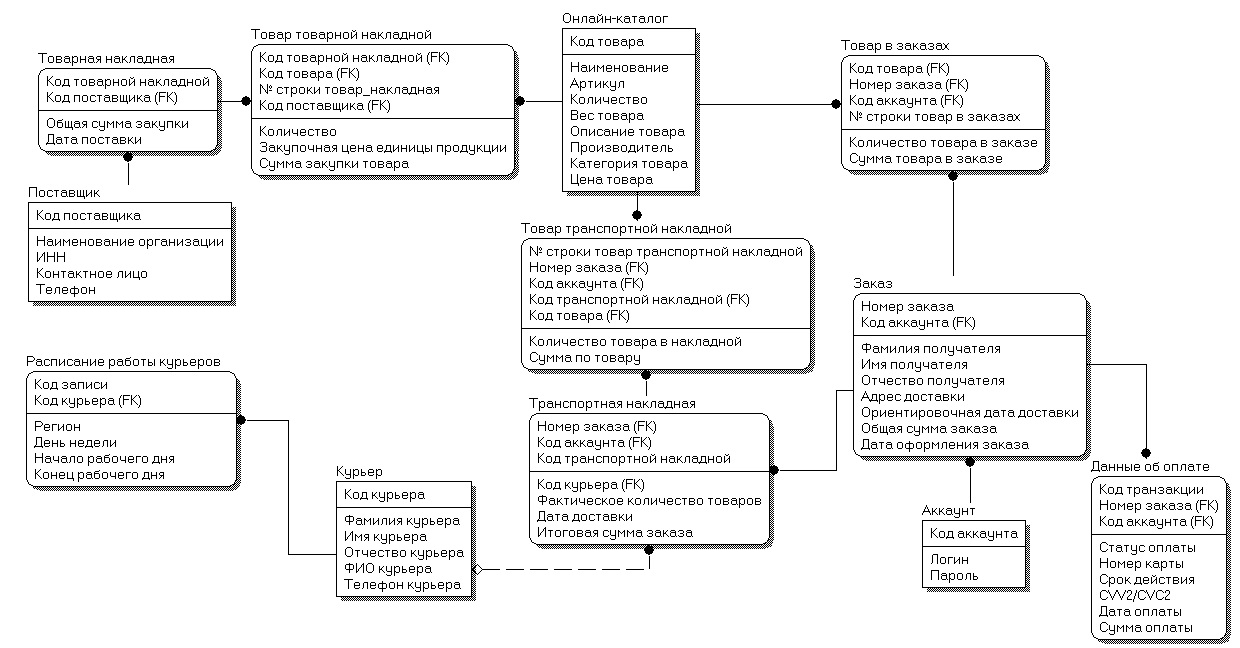 Товарная накладная
Код товарной накладной
Код поставщика (FK)
Общая сумма закупки
Дата поставки
Товар товарной накладной
Код товарной накладной (FK)
Код товара (FK)
№ строки товар_накладная
Код поставщика (FK)
Количество
Закупочная цена единицы продукции
Сумма закупки товара
Онлайн-каталог
Код товара
Наименование
Артикул
Количество
Вес товара
Описание товара
Производитель
Категория товара
Цена товара
Товар в заказах
Код товара (FK)
Номер заказа (FK)
Код аккаунта (FK)
№ строки товар в заказах
Количество товара в заказе
Сумма товара в заказе
Поставщик
Код поставщика
Наименование организации
ИНН
Контактное лицо
Телефон
Товар транспортной накладной
№ строки товар транспортной накладной
Номер заказа (FK)
Код аккаунта (FK)
Код транспортной накладной (FK)
Код товара (FK)
Количество товара в накладной
Сумма по товару
Заказ
Номер заказа
Код аккаунта (FK)
Фамилия получателя
Имя получателя
Отчество получателя
Адрес доставки
Ориентировочная дата доставки
Общая сумма заказа
Дата оформления заказа
Расписание работы курьеров
Код записи
Код курьера (FK)
Регион
День недели
Начало рабочего дня
Конец рабочего дня
Транспортная накладная
Номер заказа (FK)
Код аккаунта (FK)
Код транспортной накладной
Код курьера (FK)
Фактическое количество товаров
Дата доставки
Итоговая сумма заказа
Курьер
Код курьера
Фамилия курьера
Имя курьера
Отчество курьера
ФИО курьера
Телефон курьера
Аккаунт
Код аккаунта
Логин
Пароль
Данные об оплате
Код транзакции
Номер заказа (FK)
Код аккаунта (FK)
Статус оплаты
Номер карты
Срок действия
CVV2/CVC2
Дата оплаты
Сумма оплаты